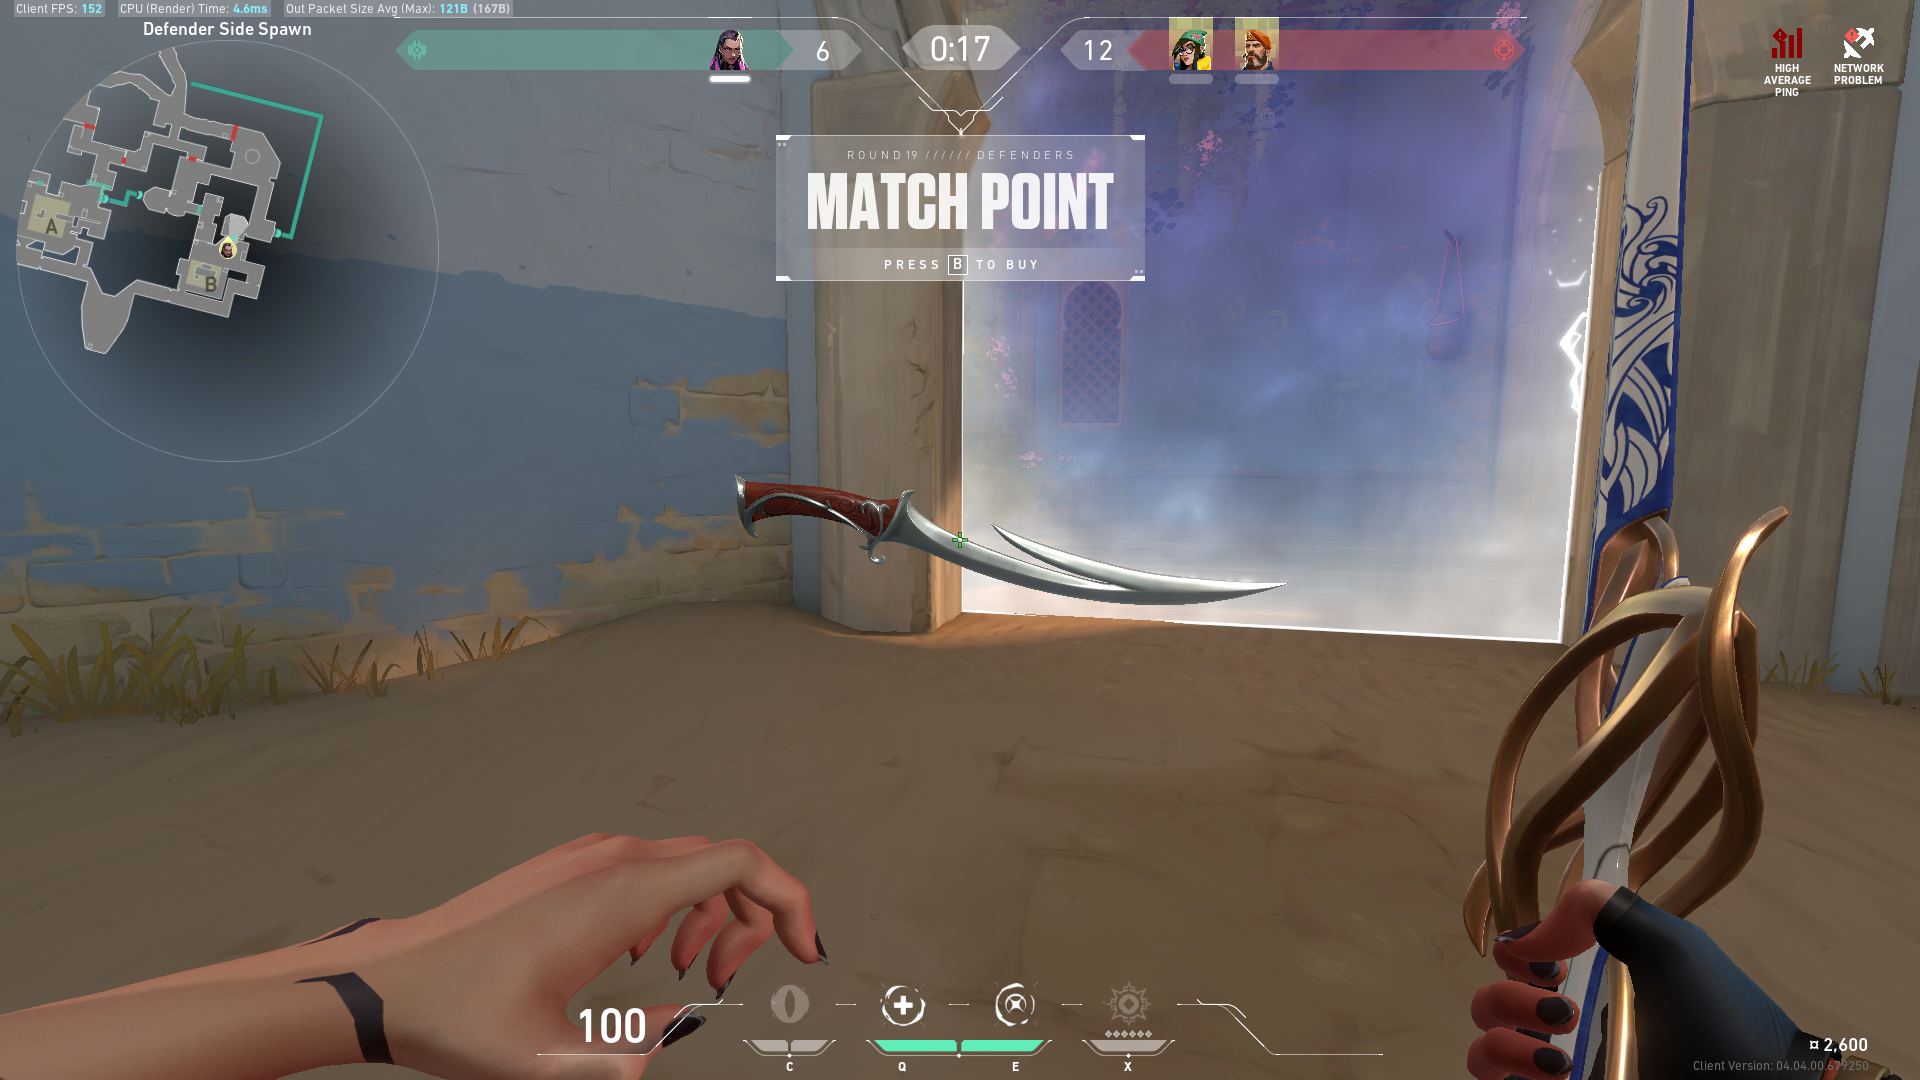 Client FPS: 152 CPU (Render) Time: 4.6ms Out Packet Size Avg (Max): 121B (167B)
Defender Side Spawn
6 0:17 12
HIGH AVERAGE PING
NETWORK PROBLEM
ROUND 19 ////// DEFENDERS
MATCH POINT
PRESS B TO BUY
A
B
100
C Q E X
¤ 2,600
Client Version: 04.04.00.679250